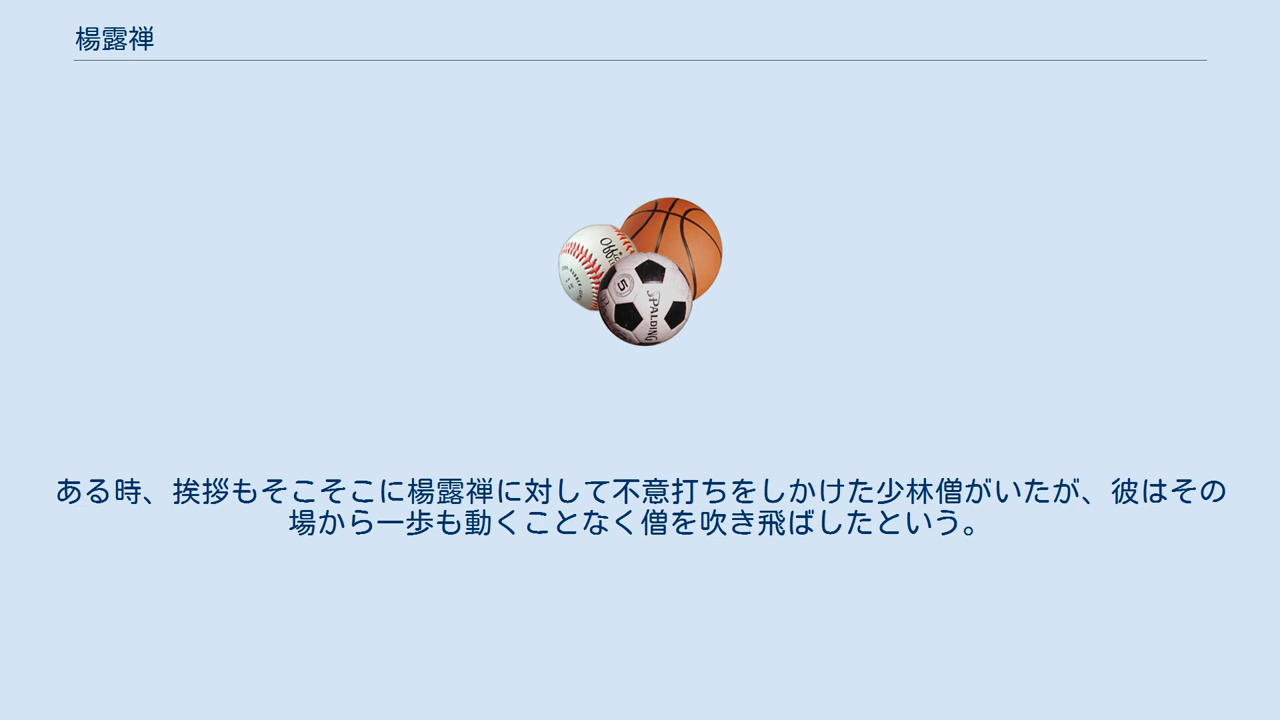 楊露禅
Offic
5
SPALDING
ある時、挨拶もそこそこに楊露禅に対して不意打ちをしかけた少林僧がいたが、彼はその
場から一歩も動くことなく僧を吹き飛ばしたという。